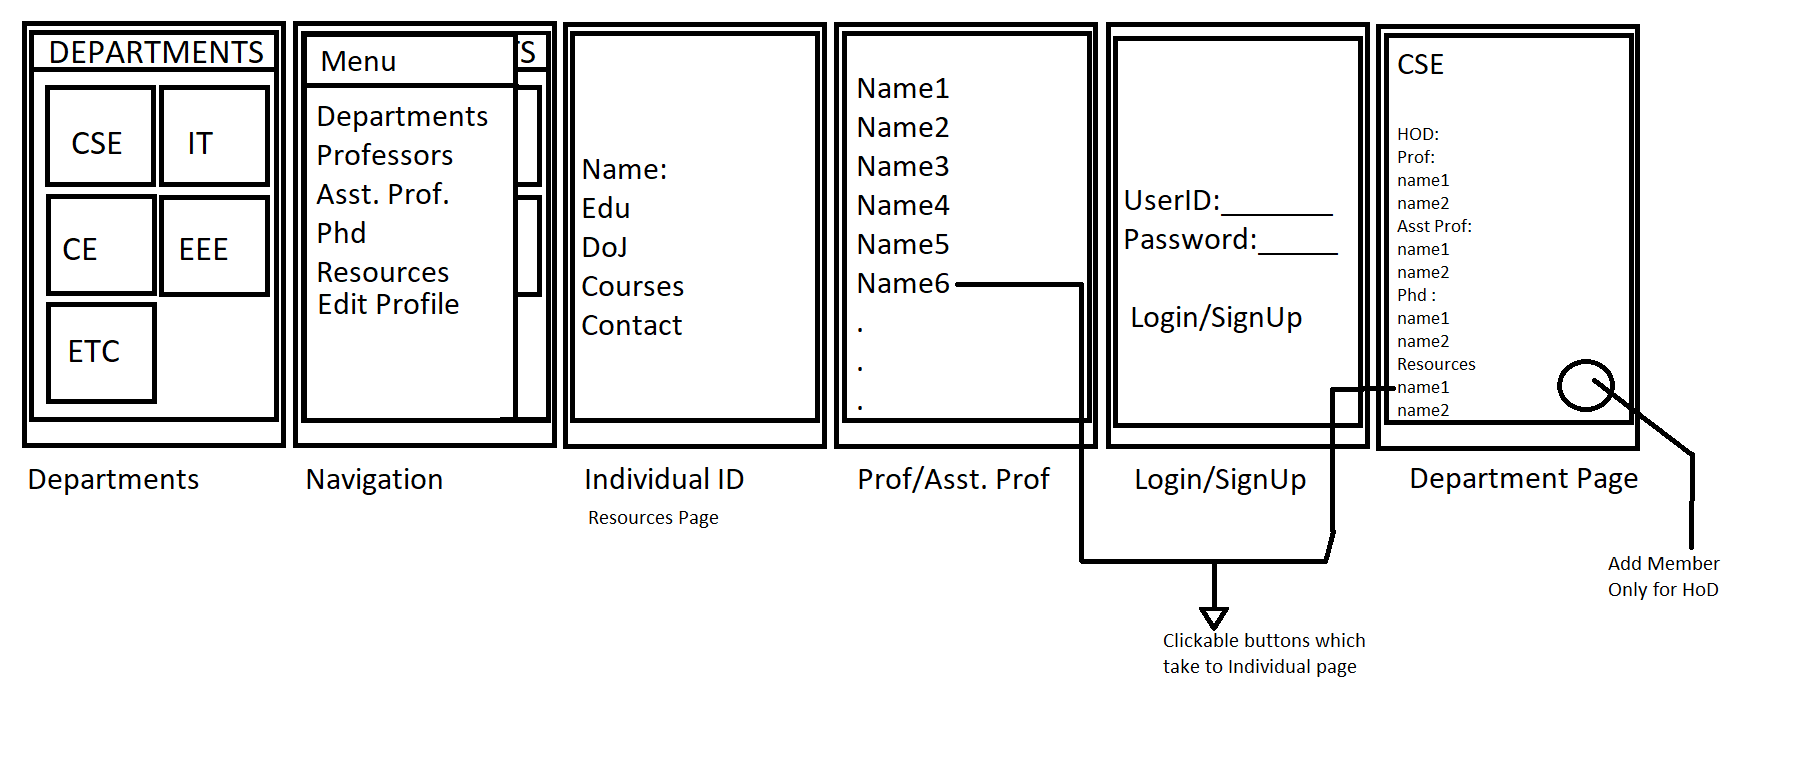 DEPARTMENTS
CSE
IT
CE
EEE
ETC
Departments
TS
Menu
Departments
Professors
Asst. Prof.
Phd
Resources
Edit Profile
Navigation
Name:
Edu
DoJ
Courses
Contact
Individual ID
Resources Page
Name1
Name2
Name3
Name4
Name5
Name6
.
.
.
Prof/Asst. Prof
UserID:_______
Password:_____
Login/SignUp
Login/SignUp
CSE
HOD:
Prof:
name1
name2
Asst Prof:
name1
name2
Phd :
name1
name2
Resources
name1
name2
Department Page
Add Member
Only for HoD
Clickable buttons which
take to Individual page